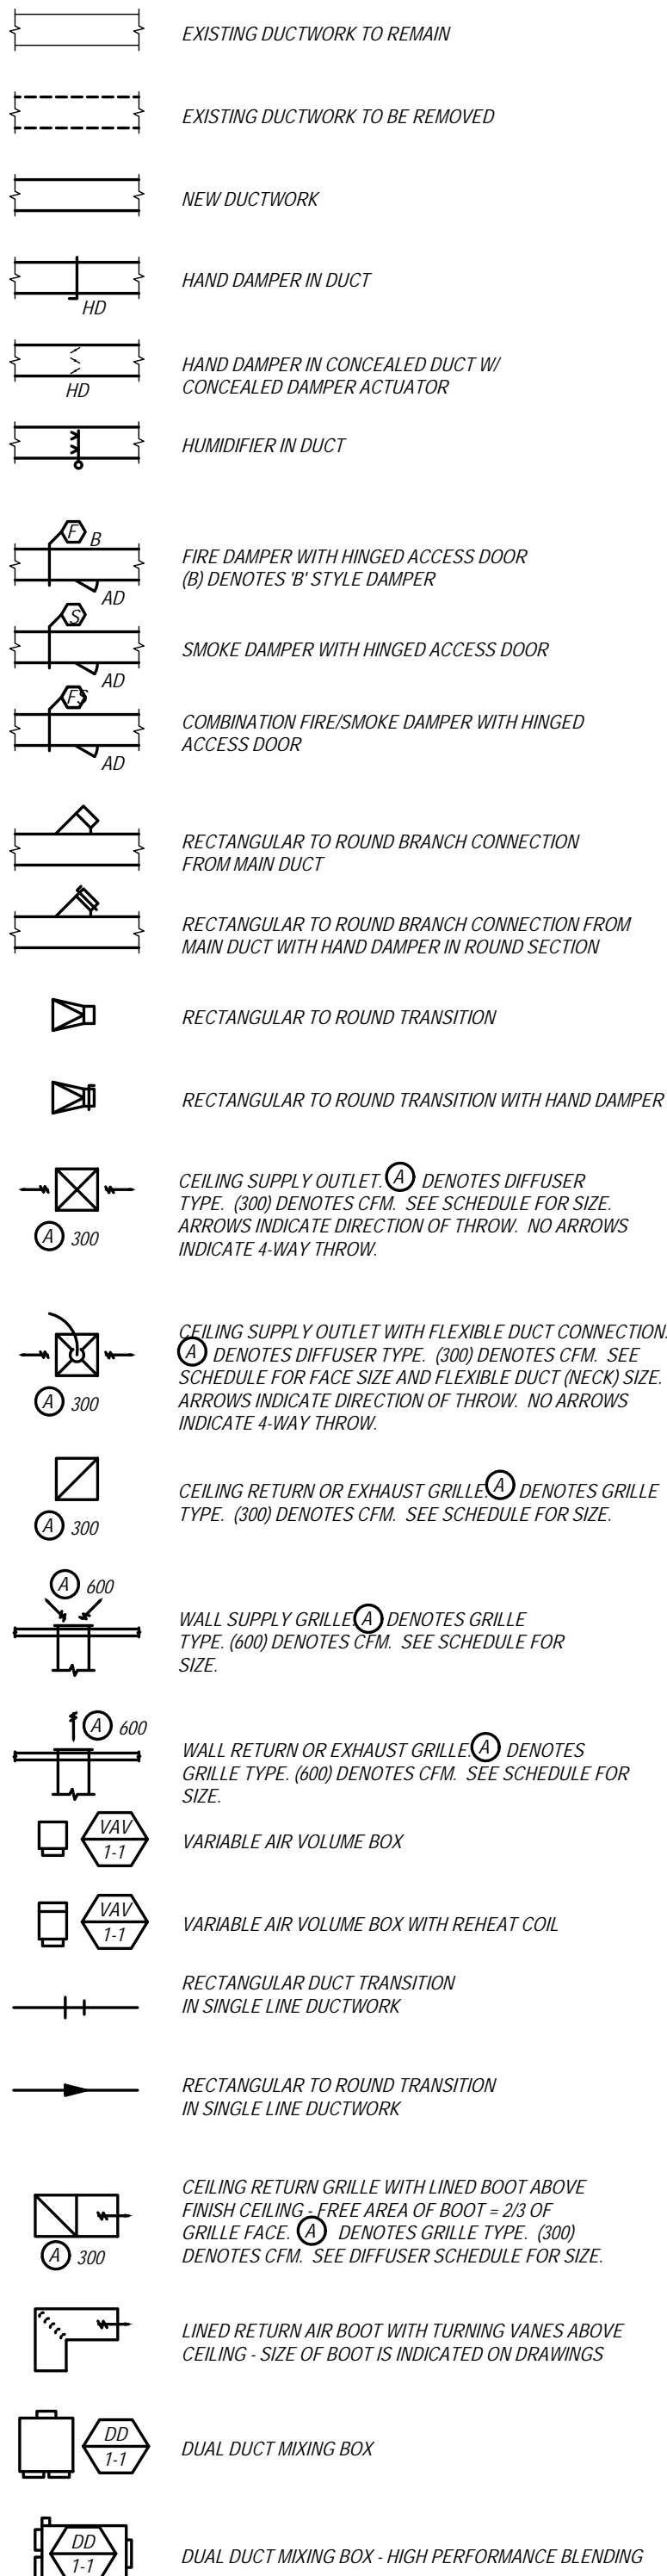 EXISTING DUCTWORK TO REMAIN
EXISTING DUCTWORK TO BE REMOVED
NEW DUCTWORK
HAND DAMPER IN DUCT
HD
HAND DAMPER IN CONCEALED DUCT W/
CONCEALED DAMPER ACTUATOR
HD
HUMIDIFIER IN DUCT
F B
FIRE DAMPER WITH HINGED ACCESS DOOR
(B) DENOTES 'B' STYLE DAMPER
AD
S
SMOKE DAMPER WITH HINGED ACCESS DOOR
AD
FS
COMBINATION FIRE/SMOKE DAMPER WITH HINGED
ACCESS DOOR
AD
RECTANGULAR TO ROUND BRANCH CONNECTION
FROM MAIN DUCT
RECTANGULAR TO ROUND BRANCH CONNECTION FROM
MAIN DUCT WITH HAND DAMPER IN ROUND SECTION
RECTANGULAR TO ROUND TRANSITION
RECTANGULAR TO ROUND TRANSITION WITH HAND DAMPER
CEILING SUPPLY OUTLET. A DENOTES DIFFUSER
TYPE. (300) DENOTES CFM. SEE SCHEDULE FOR SIZE.
ARROWS INDICATE DIRECTION OF THROW. NO ARROWS
INDICATE 4-WAY THROW.
A 300
CEILING SUPPLY OUTLET WITH FLEXIBLE DUCT CONNECTION.
A DENOTES DIFFUSER TYPE. (300) DENOTES CFM. SEE
SCHEDULE FOR FACE SIZE AND FLEXIBLE DUCT (NECK) SIZE.
ARROWS INDICATE DIRECTION OF THROW. NO ARROWS
INDICATE 4-WAY THROW.
A 300
CEILING RETURN OR EXHAUST GRILLE. A DENOTES GRILLE
TYPE. (300) DENOTES CFM. SEE SCHEDULE FOR SIZE.
A 300
A 600
WALL SUPPLY GRILLE. A DENOTES GRILLE
TYPE. (600) DENOTES CFM. SEE SCHEDULE FOR
SIZE.
A 600
WALL RETURN OR EXHAUST GRILLE. A DENOTES
GRILLE TYPE. (600) DENOTES CFM. SEE SCHEDULE FOR
SIZE.
VAV
1-1
VARIABLE AIR VOLUME BOX
VAV
1-1
VARIABLE AIR VOLUME BOX WITH REHEAT COIL
RECTANGULAR DUCT TRANSITION
IN SINGLE LINE DUCTWORK
RECTANGULAR TO ROUND TRANSITION
IN SINGLE LINE DUCTWORK
CEILING RETURN GRILLE WITH LINED BOOT ABOVE
FINISH CEILING - FREE AREA OF BOOT = 2/3 OF
GRILLE FACE. A DENOTES GRILLE TYPE. (300)
DENOTES CFM. SEE DIFFUSER SCHEDULE FOR SIZE.
A 300
LINED RETURN AIR BOOT WITH TURNING VANES ABOVE
CEILING - SIZE OF BOOT IS INDICATED ON DRAWINGS
DD
1-1
DUAL DUCT MIXING BOX
DD
1-1
DUAL DUCT MIXING BOX - HIGH PERFORMANCE BLENDING